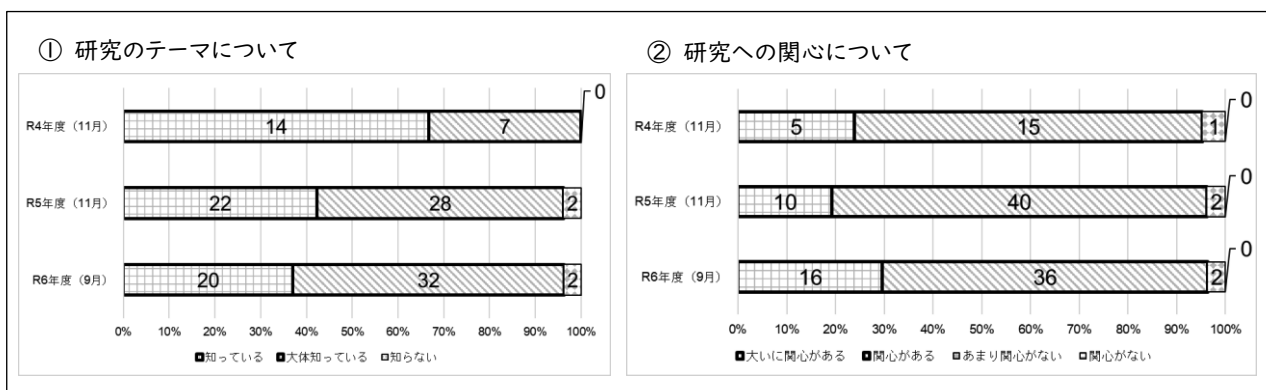 ① 研究のテーマについて
0
R4年度（11月）
14
7
R5年度（11月）
22
28
2
R6年度（9月）
20
32
2
0% 10% 20% 30% 40% 50% 60% 70% 80% 90% 100%
■知っている ■大体知っている □知らない
② 研究への関心について
0
R4年度（11月）
5
15
1
0
R5年度（11月）
10
40
2
0
R6年度（9月）
16
36
2
0% 10% 20% 30% 40% 50% 60% 70% 80% 90% 100%
■大いに関心がある ■関心がある ■あまり関心がない □関心がない